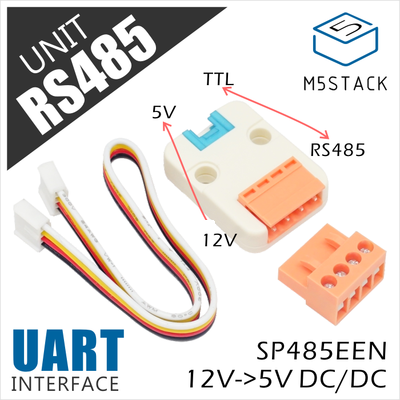 UNIT
RS485
M5STACK
TTL
5V
RS485
12V
UART
INTERFACE
SP485EEN
12V->5V DC/DC